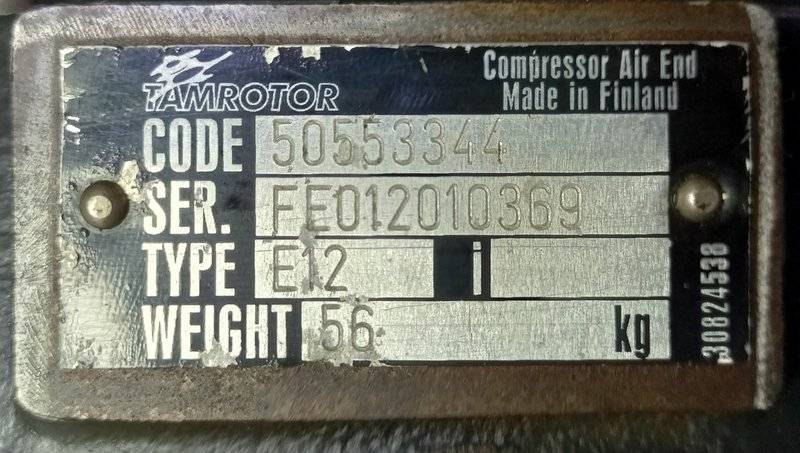 TAMROTOR
Compressor Air End
Made in Finland
CODE 50553344
SER. FE012010369
TYPE E12 i
WEIGHT 56 kg
30824538